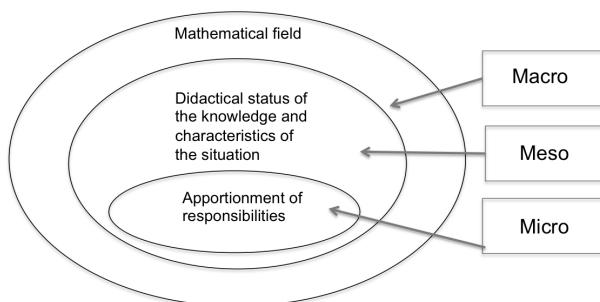 Mathematical field
Didactical status of
the knowledge and
characteristics of
the situation
Apportionment of
responsibilities
Macro
Meso
Micro